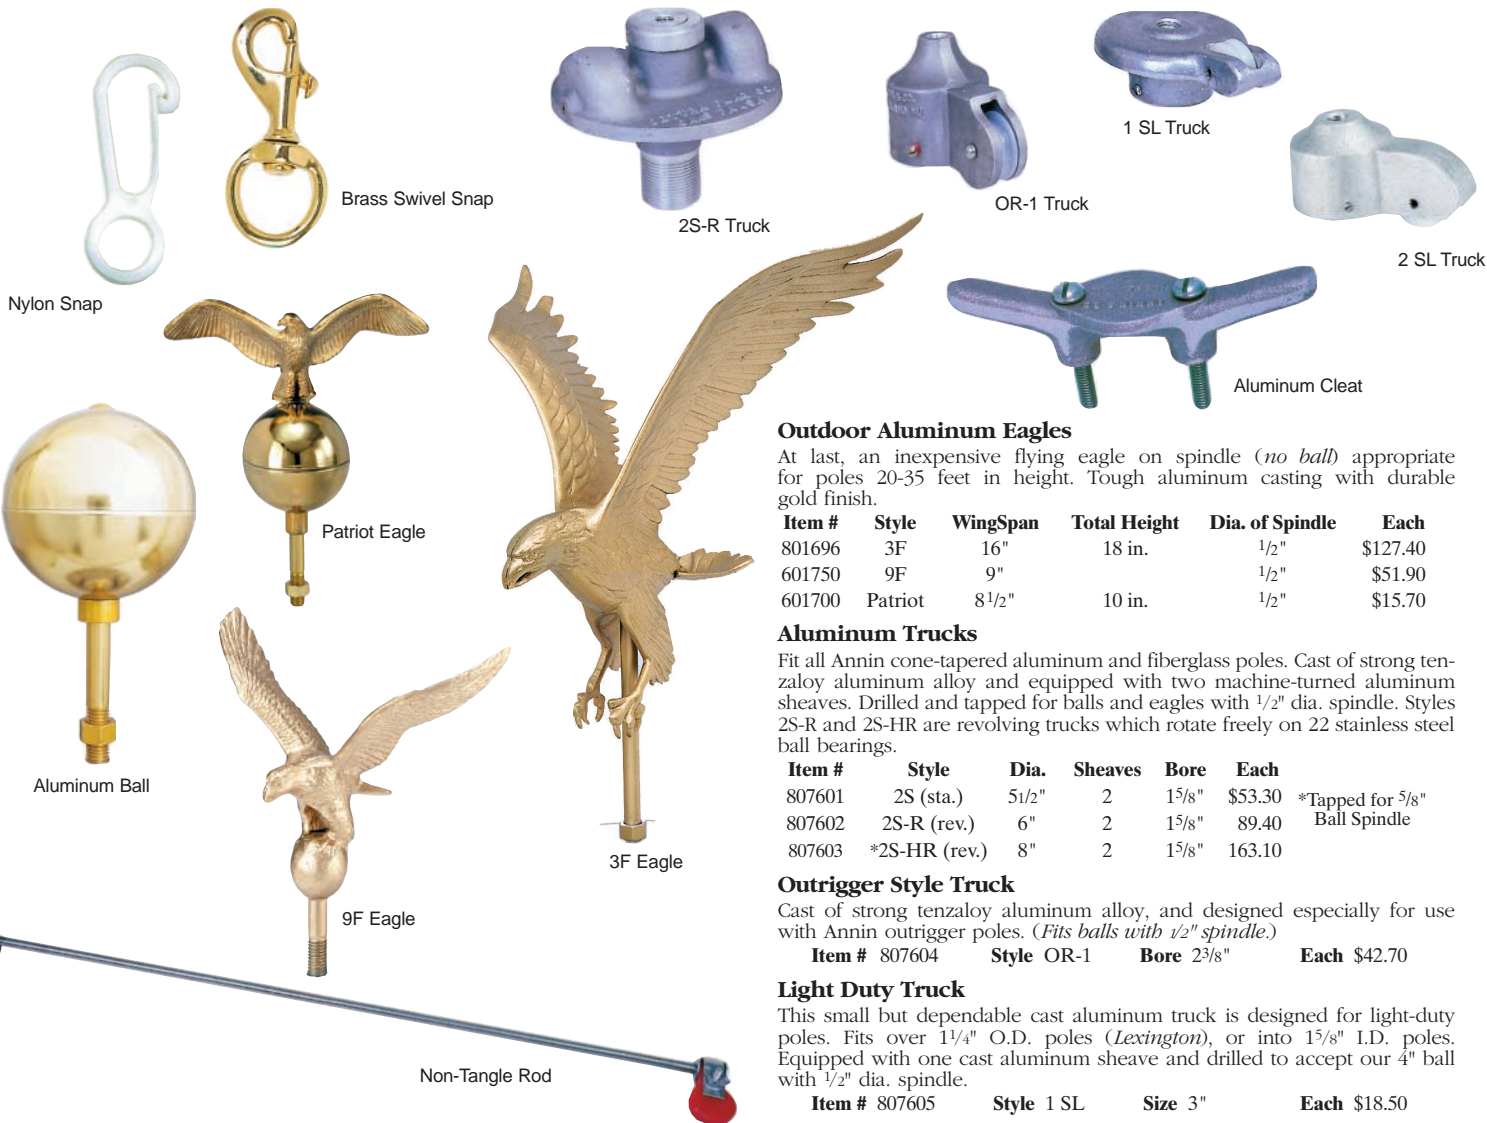 Brass Swivel Snap
2S-R Truck
OR-1 Truck
1 SL Truck
2 SL Truck
Nylon Snap
Aluminum Cleat
Patriot Eagle
Aluminum Ball
3F Eagle
9F Eagle
Non-Tangle Rod
Outdoor Aluminum Eagles
At last, an inexpensive flying eagle on spindle (no ball) appropriate
for poles 20-35 feet in height. Tough aluminum casting with durable
gold finish.
Item # Style WingSpan Total Height Dia. of Spindle Each
801696 3F 16" 18 in. 1/2" $127.40
601750 9F 9" 1/2" $51.90
601700 Patriot 8 1/2" 10 in. 1/2" $15.70
Aluminum Trucks
Fit all Annin cone-tapered aluminum and fiberglass poles. Cast of strong ten-
zaloy aluminum alloy and equipped with two machine-turned aluminum
sheaves. Drilled and tapped for balls and eagles with 1/2" dia. spindle. Styles
2S-R and 2S-HR are revolving trucks which rotate freely on 22 stainless steel
ball bearings.
Item # Style Dia. Sheaves Bore Each
807601 2S (sta.) 5 1/2" 2 1 5/8" $53.30
807602 2S-R (rev.) 6" 2 1 5/8" 89.40
807603 *2S-HR (rev.) 8" 2 1 5/8" 163.10
*Tapped for 5/8"
Ball Spindle
Outrigger Style Truck
Cast of strong tenzaloy aluminum alloy, and designed especially for use
with Annin outrigger poles. (Fits balls with 1/2" spindle.)
Item # 807604 Style OR-1 Bore 2 3/8" Each $42.70
Light Duty Truck
This small but dependable cast aluminum truck is designed for light-duty
poles. Fits over 1 1/4" O.D. poles (Lexington), or into 1 5/8" I.D. poles.
Equipped with one cast aluminum sheave and drilled to accept our 4" ball
with 1/2" dia. spindle.
Item # 807605 Style 1 SL Size 3" Each $18.50